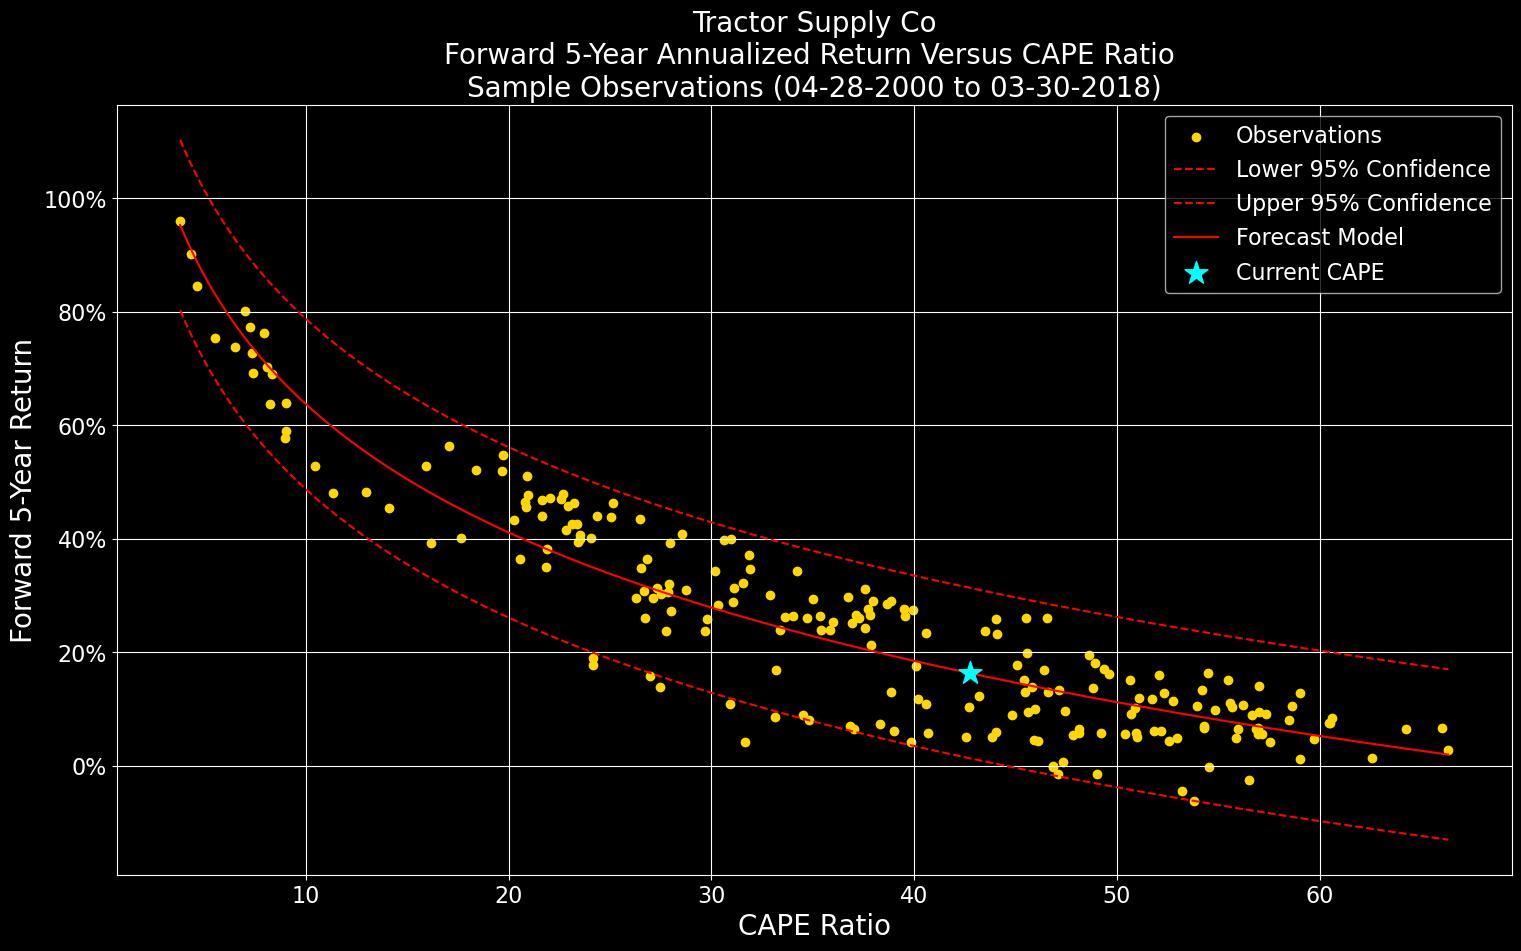 Tractor Supply Co
Forward 5-Year Annualized Return Versus CAPE Ratio
Sample Observations (04-28-2000 to 03-30-2018)
Observations
Lower 95% Confidence
Upper 95% Confidence
Forecast Model
Current CAPE
Forward 5-Year Return
100%
80%
60%
40%
20%
0%
10 20 30 40 50 60
CAPE Ratio